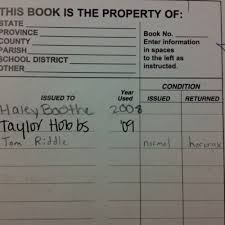 THIS BOOK IS THE PROPERTY OF:
STATE
PROVINCE
COUNTY
PARISH
SCHOOL DISTRICT
OTHER
Book No.
Enter information
in spaces
to the left as
instructed.
ISSUED TO
Year Used
CONDITION
ISSUED RETURNED
Haley Boothe 2008
Taylor Hobbs '09
Tom Riddle normal horcrux